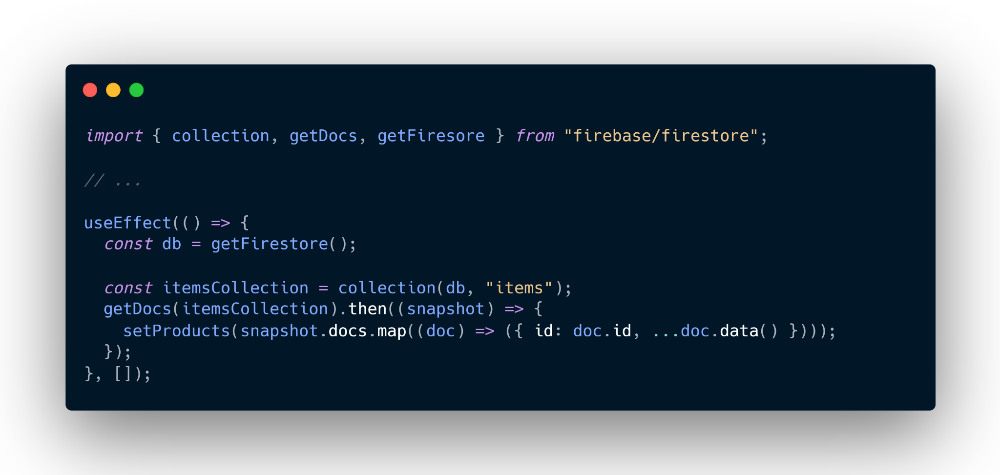 import { collection, getDocs, getFiresore } from "firebase/firestore";
// ...
useEffect(() => {
  const db = getFirestore();
  const itemsCollection = collection(db, "items");
  getDocs(itemsCollection).then((snapshot) => {
    setProducts(snapshot.docs.map((doc) => ({ id: doc.id, ...doc.data() })));
  });
}, []);